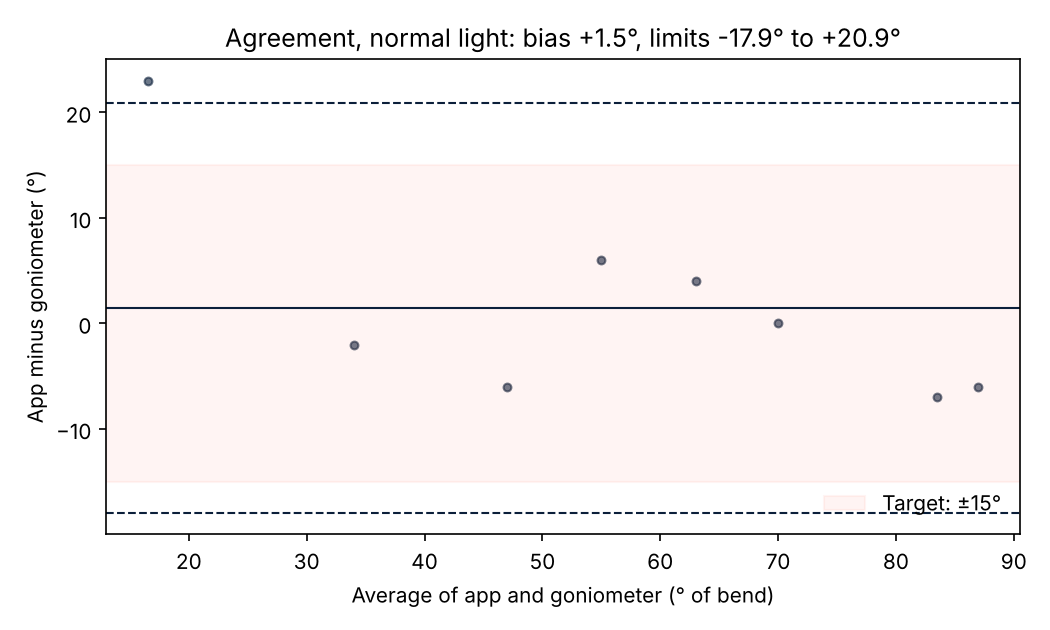 Agreement, normal light: bias +1.5°, limits -17.9° to +20.9°
App minus goniometer (°)
20
10
0
−10
Target: ±15°
20 30 40 50 60 70 80 90
Average of app and goniometer (° of bend)